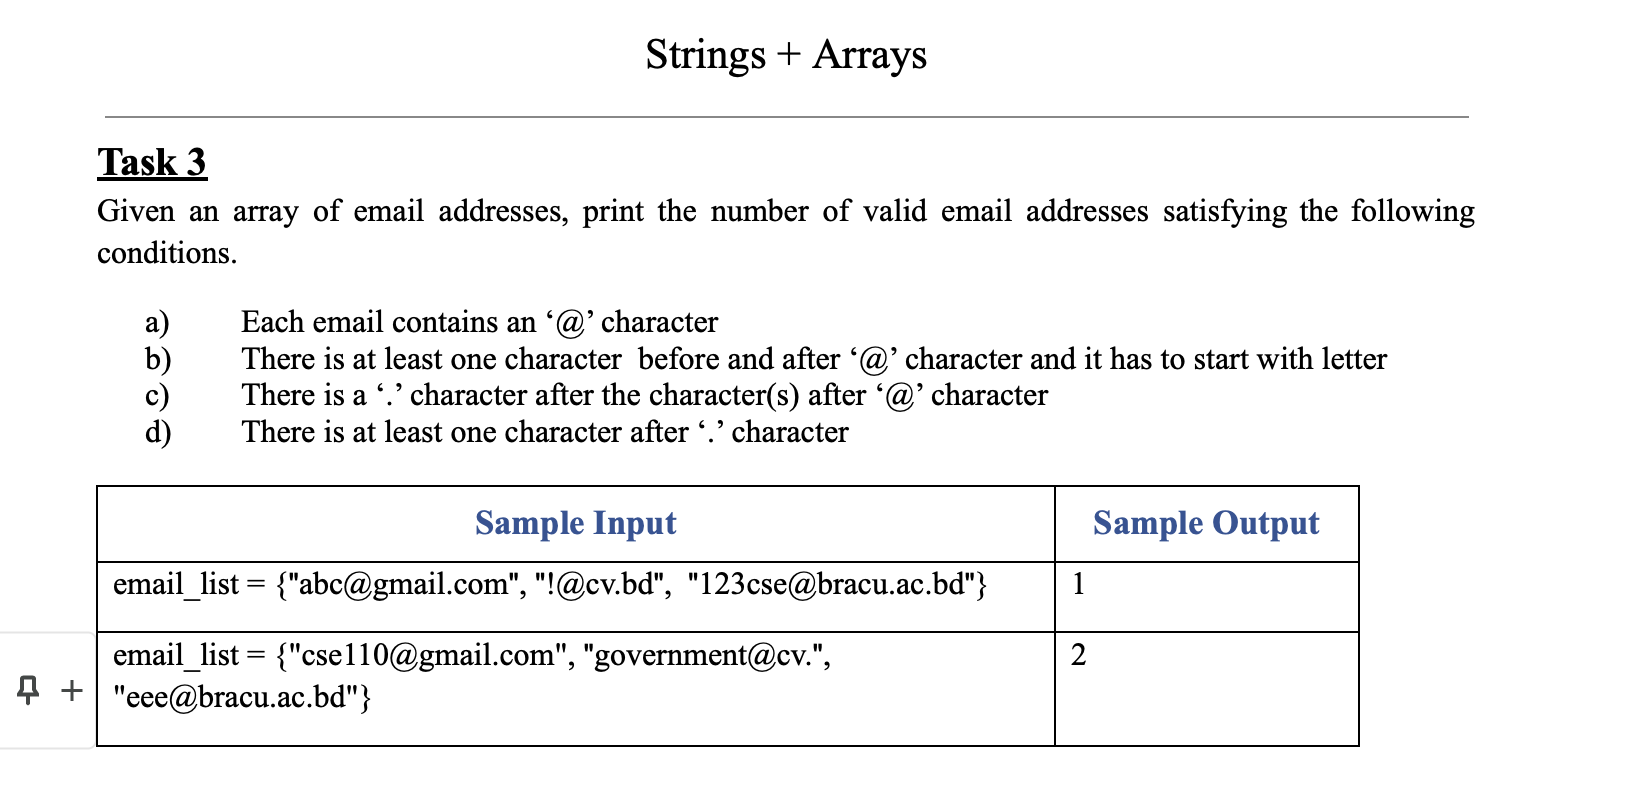 Strings + Arrays
Task 3
Given an array of email addresses, print the number of valid email addresses satisfying the following
conditions.
a) Each email contains an ‘@’ character
b) There is at least one character before and after ‘@’ character and it has to start with letter
c) There is a ‘.’ character after the character(s) after ‘@’ character
d) There is at least one character after ‘.’ character
Sample Input Sample Output
email_list = {"abc@gmail.com", "!@cv.bd", "123cse@bracu.ac.bd"} 1
email_list = {"cse110@gmail.com", "government@cv.", 2
"eee@bracu.ac.bd"}